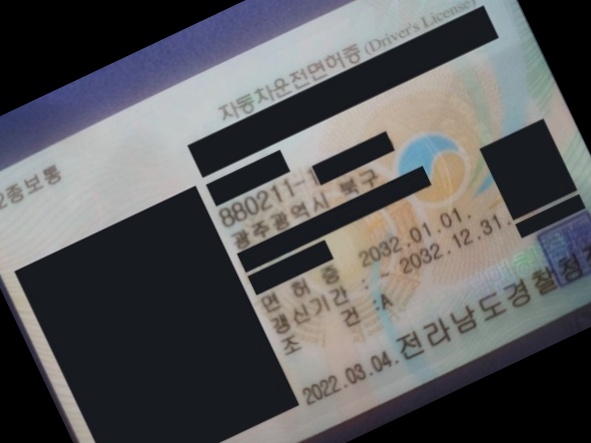 자동차운전면허증 (Driver's License)
2종보통
880211-1
광주광역시 북구
면 허 증 2032.01.01.
갱신기간 : ~ 2032.12.31.
조 건 :A
2022.03.04. 전라남도경찰청